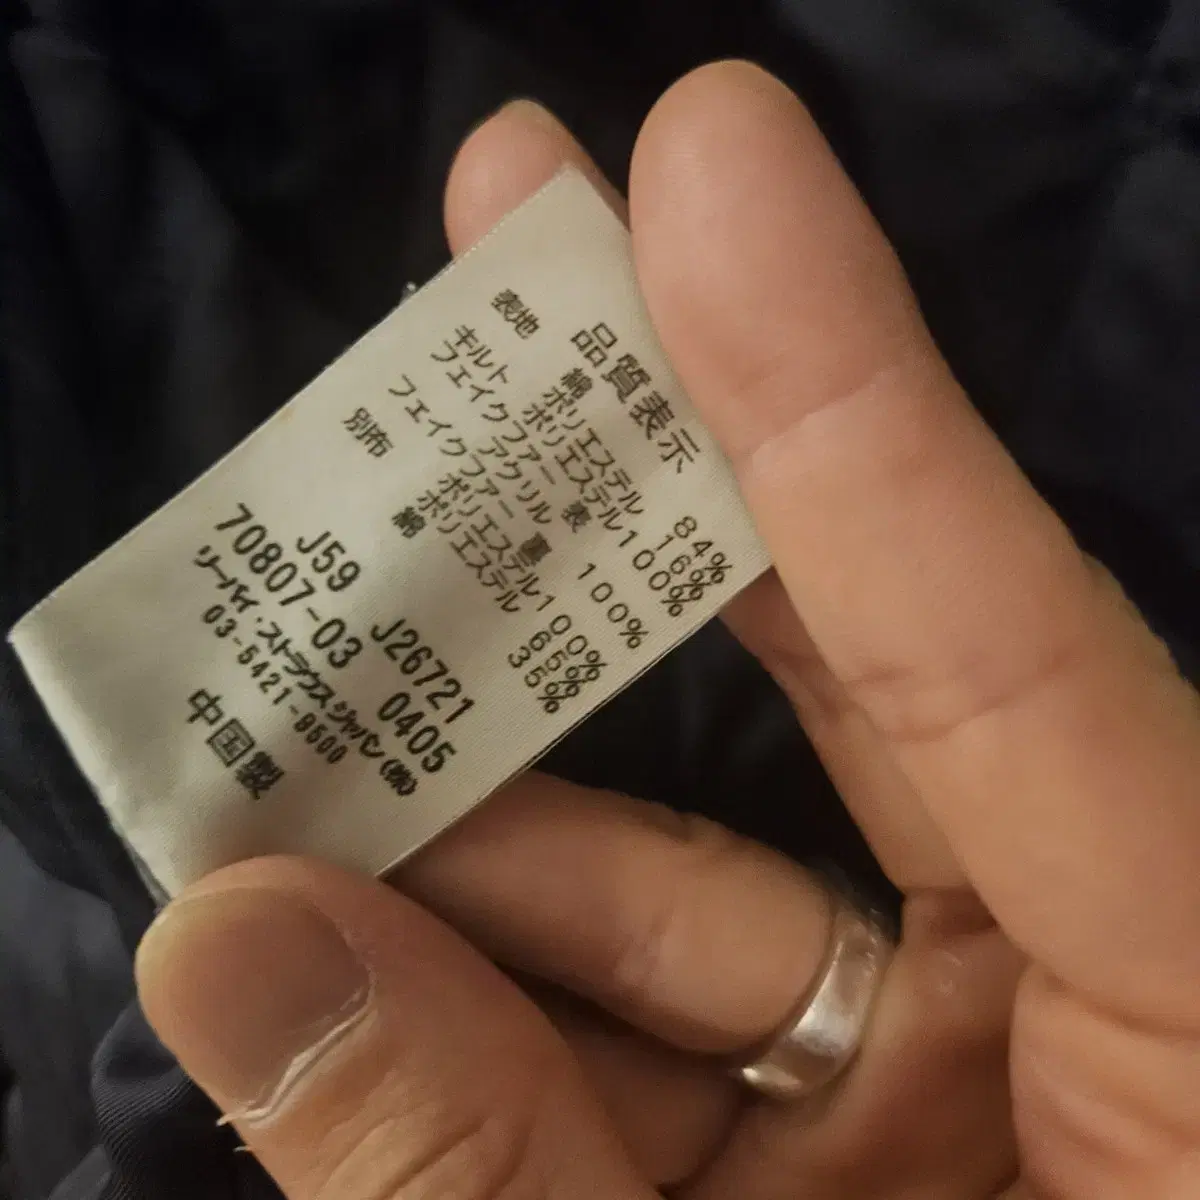 品質表示
表地 綿 84%
ポリエステル 16%
キルト ポリエステル100%
フェイクファー 表
アクリル 100%
フェイクファー 裏
ポリエステル100%
別布 綿 65%
ポリエステル 35%
J59 J26721
70807-03 0405
リーバイ・ストラウス ジャパン(株)
03-5421-8500
中国製